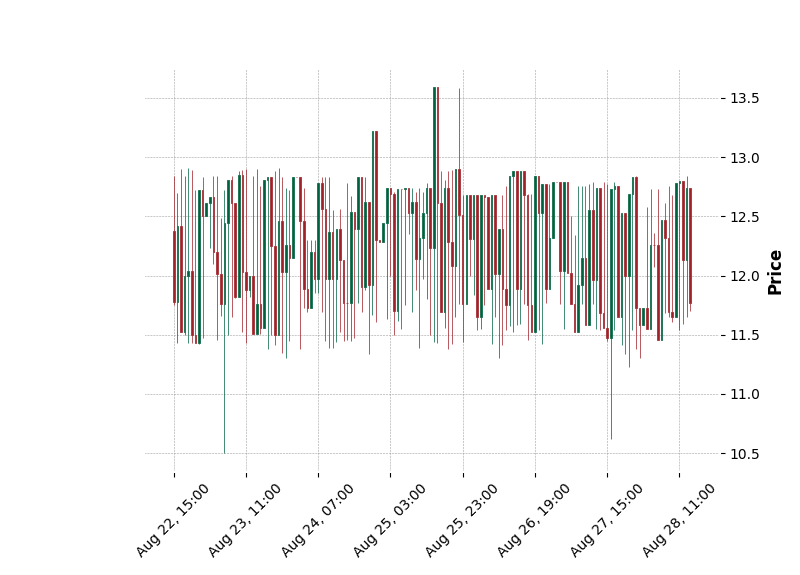 13.5
13.0
12.5
12.0
11.5
11.0
10.5
Price
Aug 22, 15:00
Aug 23, 11:00
Aug 24, 07:00
Aug 25, 03:00
Aug 25, 23:00
Aug 26, 19:00
Aug 27, 15:00
Aug 28, 11:00